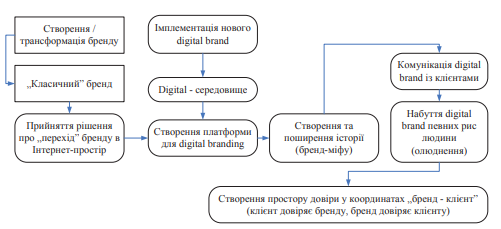 Створення /
трансформація бренду
„Класичний” бренд
Прийняття рішення
про „перехід” бренду в
Інтернет-простір
Імплементація нового
digital brand
Digital - середовище
Створення платформи
для digital branding
Створення та
поширення історії
(бренд-міфу)
Комунікація digital
brand із клієнтами
Набуття digital
brand певних рис
людини
(олюднення)
Створення простору довіри у координатах „бренд - клієнт”
(клієнт довіряє бренду, бренд довіряє клієнту)